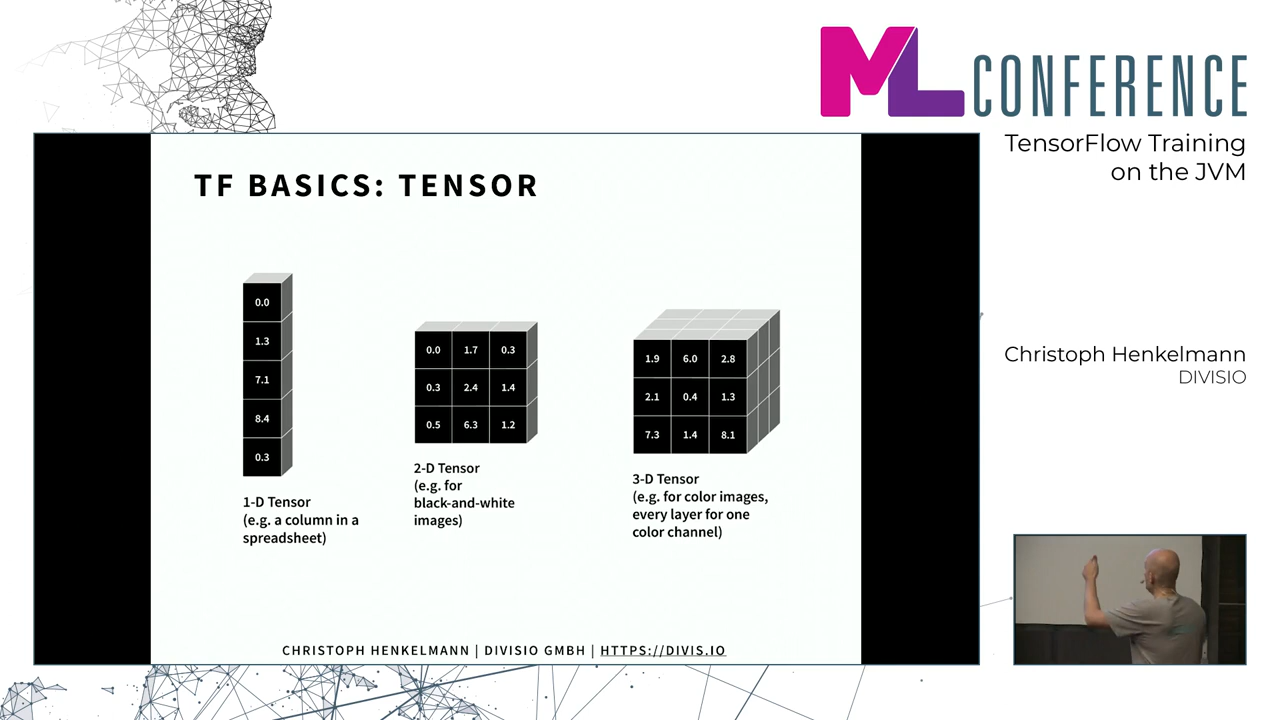 ML CONFERENCE
TensorFlow Training
on the JVM
Christoph Henkelmann
DIVISIO
TF BASICS: TENSOR
0.0
1.3
7.1
8.4
0.3
1-D Tensor
(e.g. a column in a
spreadsheet)
0.0 1.7 0.3
0.3 2.4 1.4
0.5 6.3 1.2
2-D Tensor
(e.g. for
black-and-white
images)
1.9 6.0 2.8
2.1 0.4 1.3
7.3 1.4 8.1
3-D Tensor
(e.g. for color images,
every layer for one
color channel)
CHRISTOPH HENKELMANN | DIVISIO GMBH | HTTPS://DIVIS.IO